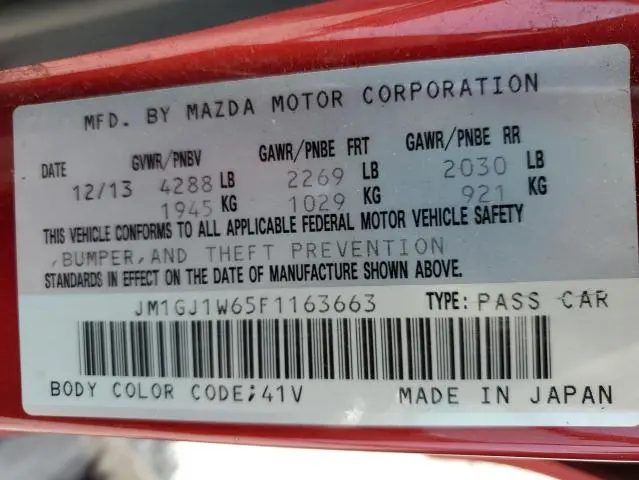 MFD. BY MAZDA MOTOR CORPORATION
DATE GVWR/PNBV GAWR/PNBE FRT GAWR/PNBE RR
12/13 4288 LB 2269 LB 2030 LB
1945 KG 1029 KG 921 KG
THIS VEHICLE CONFORMS TO ALL APPLICABLE FEDERAL MOTOR VEHICLE SAFETY
,BUMPER,AND THEFT PREVENTION
STANDARDS IN EFFECT ON THE DATE OF MANUFACTURE SHOWN ABOVE.
JM1GJ1W65F1163663 TYPE: PASS CAR
BODY COLOR CODE;41V MADE IN JAPAN